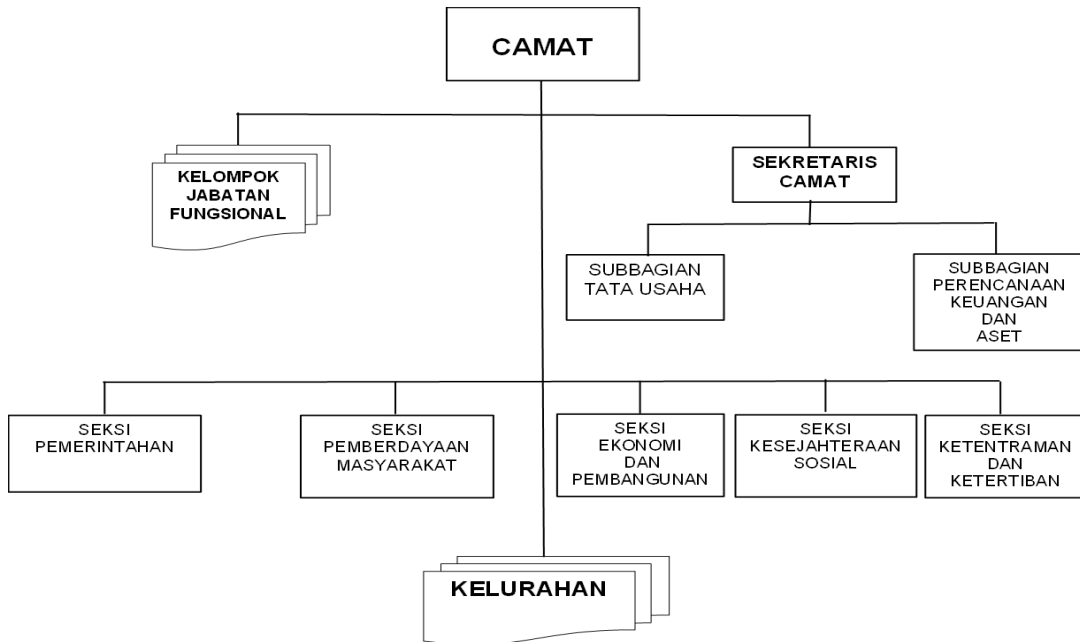 CAMAT
KELOMPOK
JABATAN
FUNGSIONAL
SEKRETARIS
CAMAT
SUBBAGIAN
TATA USAHA
SUBBAGIAN
PERENCANAAN
KEUANGAN
DAN
ASET
SEKSI
PEMERINTAHAN
SEKSI
PEMBERDAYAAN
MASYARAKAT
SEKSI
EKONOMI
DAN
PEMBANGUNAN
SEKSI
KESEJAHTERAAN
SOSIAL
SEKSI
KETENTRAMAN
DAN
KETERTIBAN
KELURAHAN